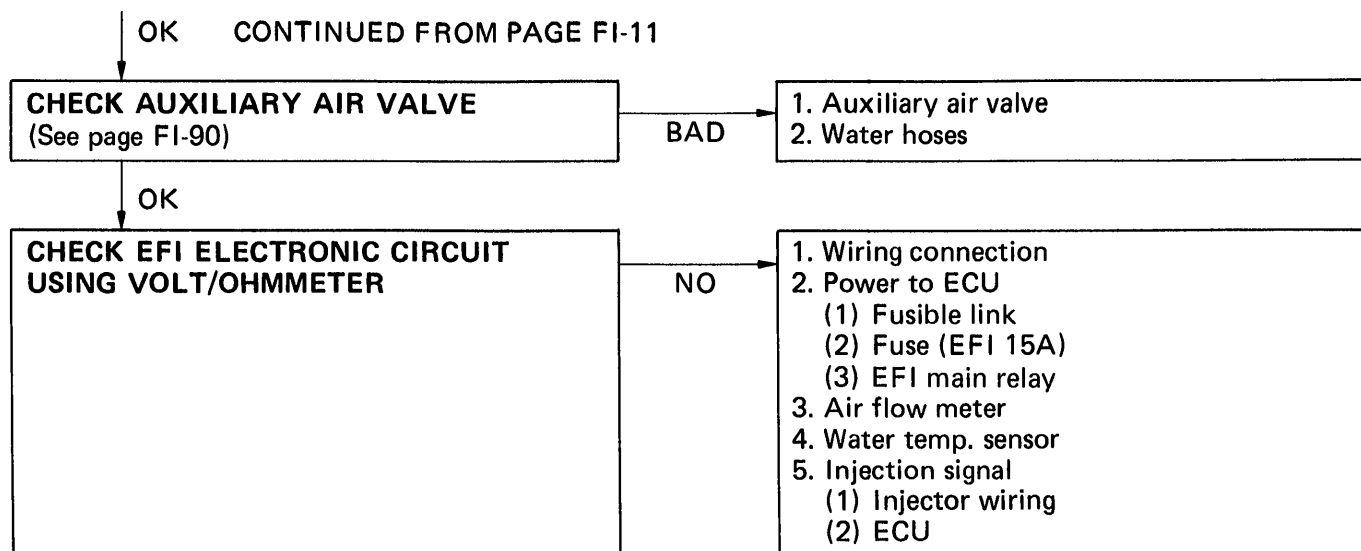 OK CONTINUED FROM PAGE FI-11
CHECK AUXILIARY AIR VALVE
(See page FI-90)
BAD
1. Auxiliary air valve
2. Water hoses
OK
CHECK EFI ELECTRONIC CIRCUIT
USING VOLT/OHMMETER
NO
1. Wiring connection
2. Power to ECU
(1) Fusible link
(2) Fuse (EFI 15A)
(3) EFI main relay
3. Air flow meter
4. Water temp. sensor
5. Injection signal
(1) Injector wiring
(2) ECU